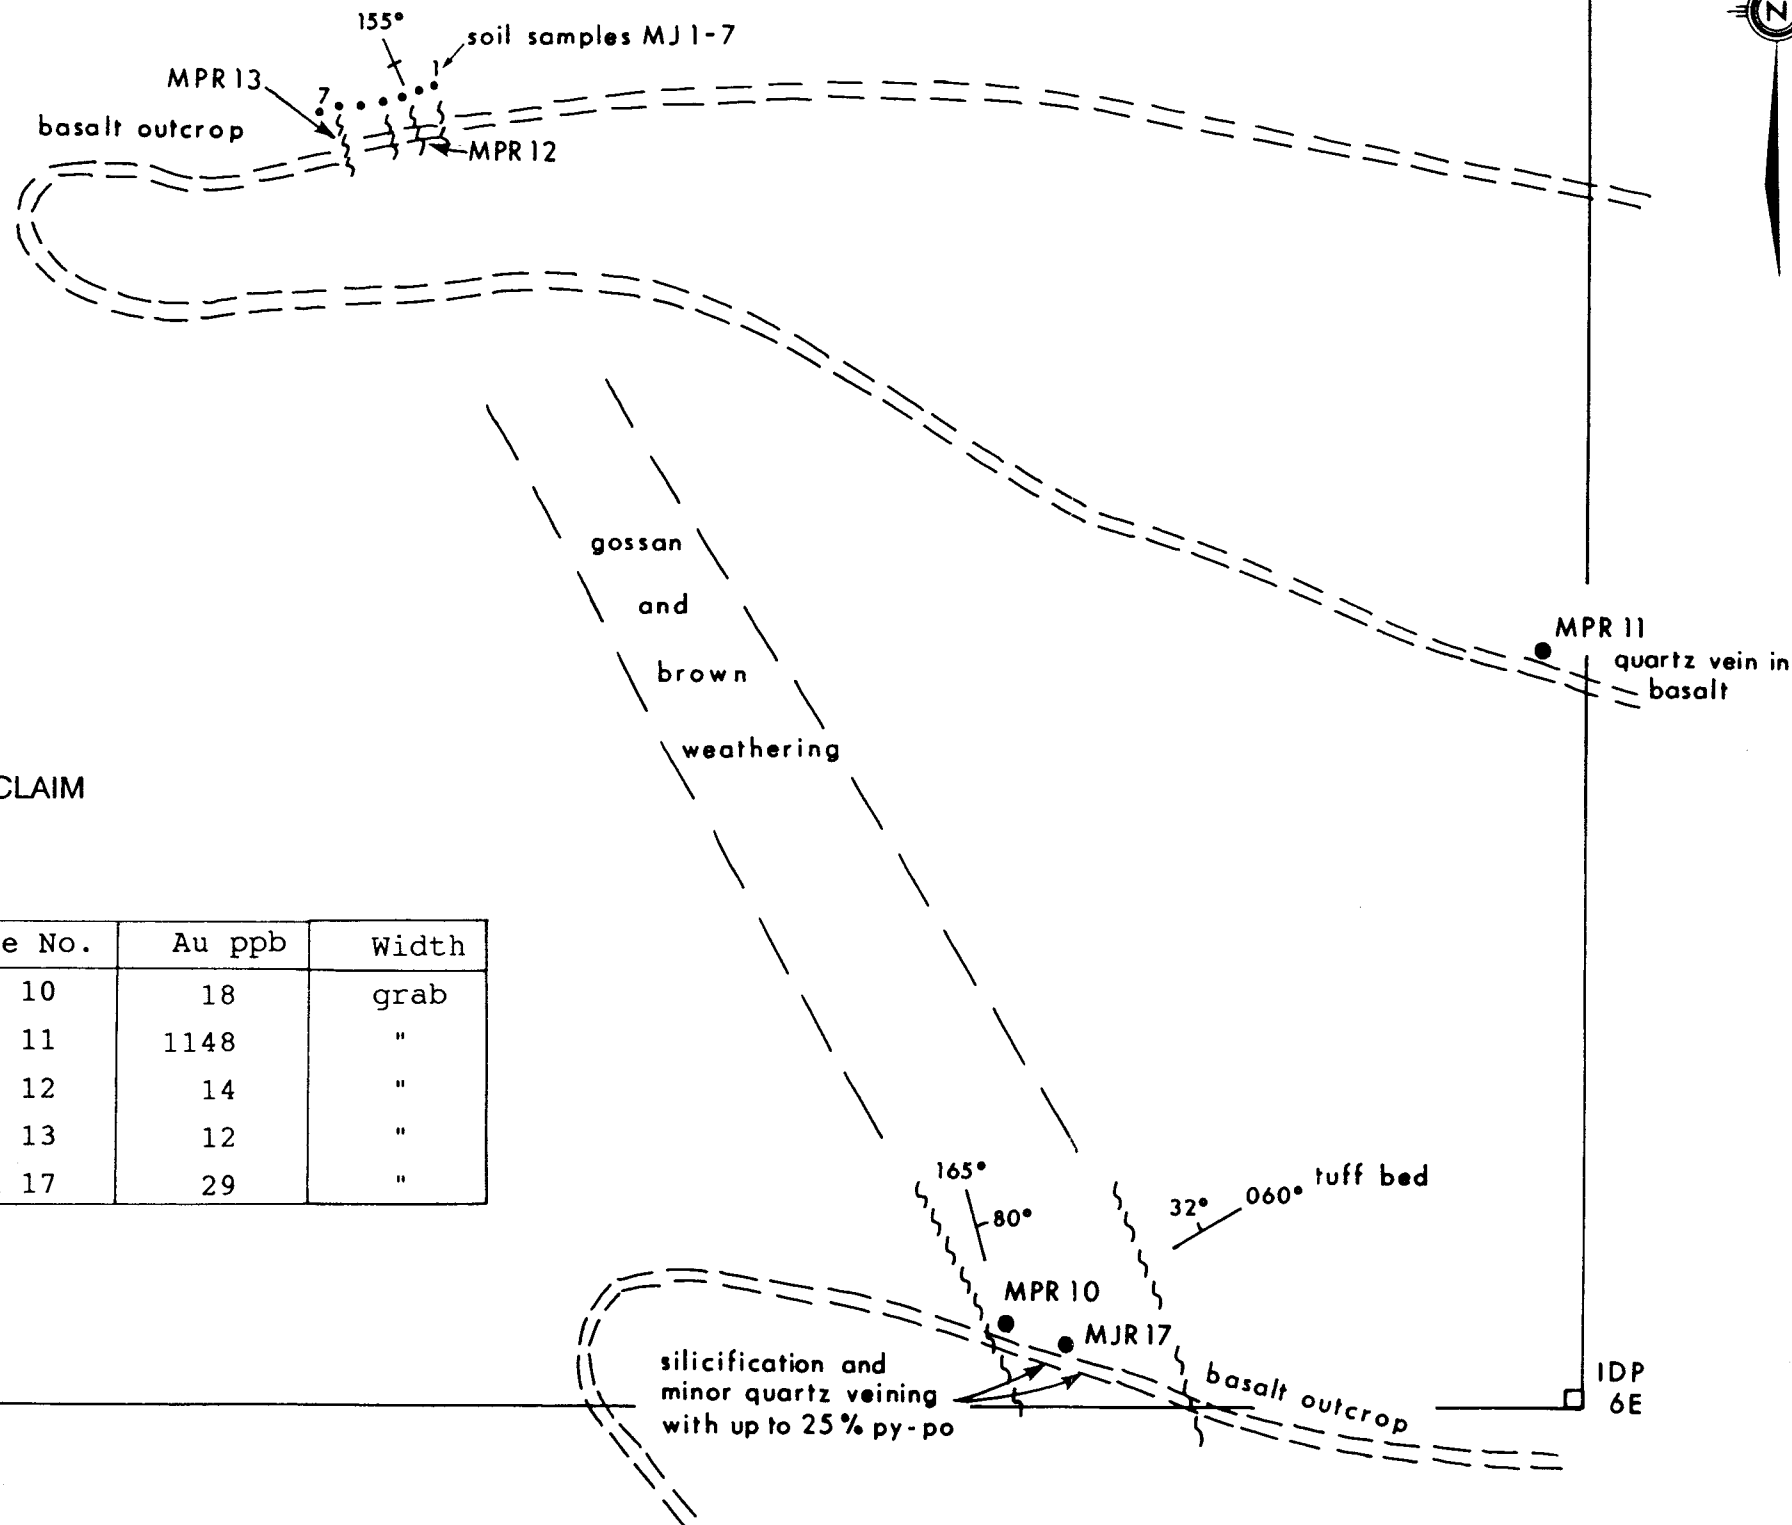 155°
soil samples MJ 1-7
1
MPR 13
7
basalt outcrop
MPR 12
N
gossan
and
brown
weathering
MPR 11
quartz vein in
basalt
CLAIM
e No. Au ppb Width
10 18 grab
11 1148 "
12 14 "
13 12 "
17 29 "
165°
80°
32°
060°
tuff bed
MPR 10
MJR 17
silicification and
minor quartz veining
with up to 25% py-po
basalt outcrop
IDP
6E